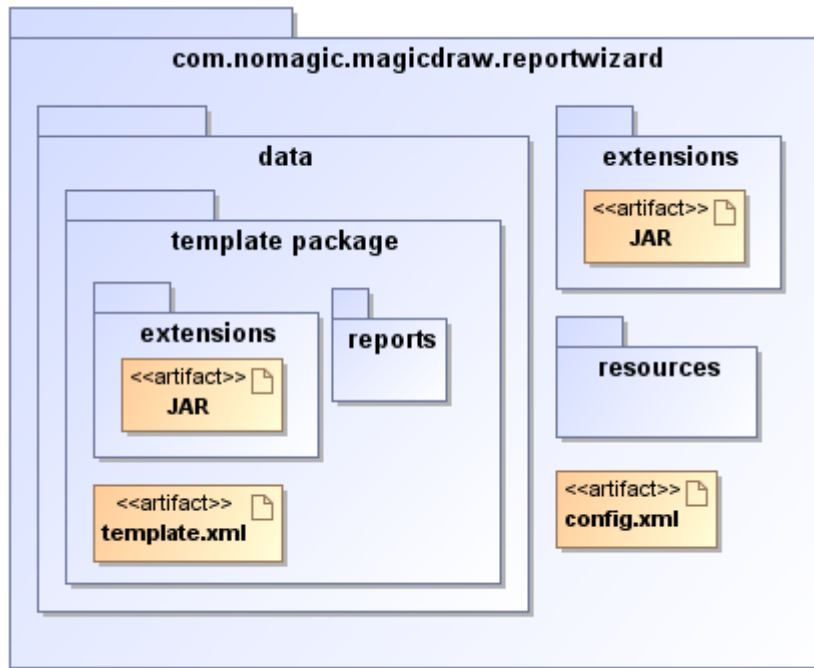 com.nomagic.magicdraw.reportwizard
data
template package
extensions
<<artifact>>
JAR
reports
<<artifact>>
template.xml
extensions
<<artifact>>
JAR
resources
<<artifact>>
config.xml